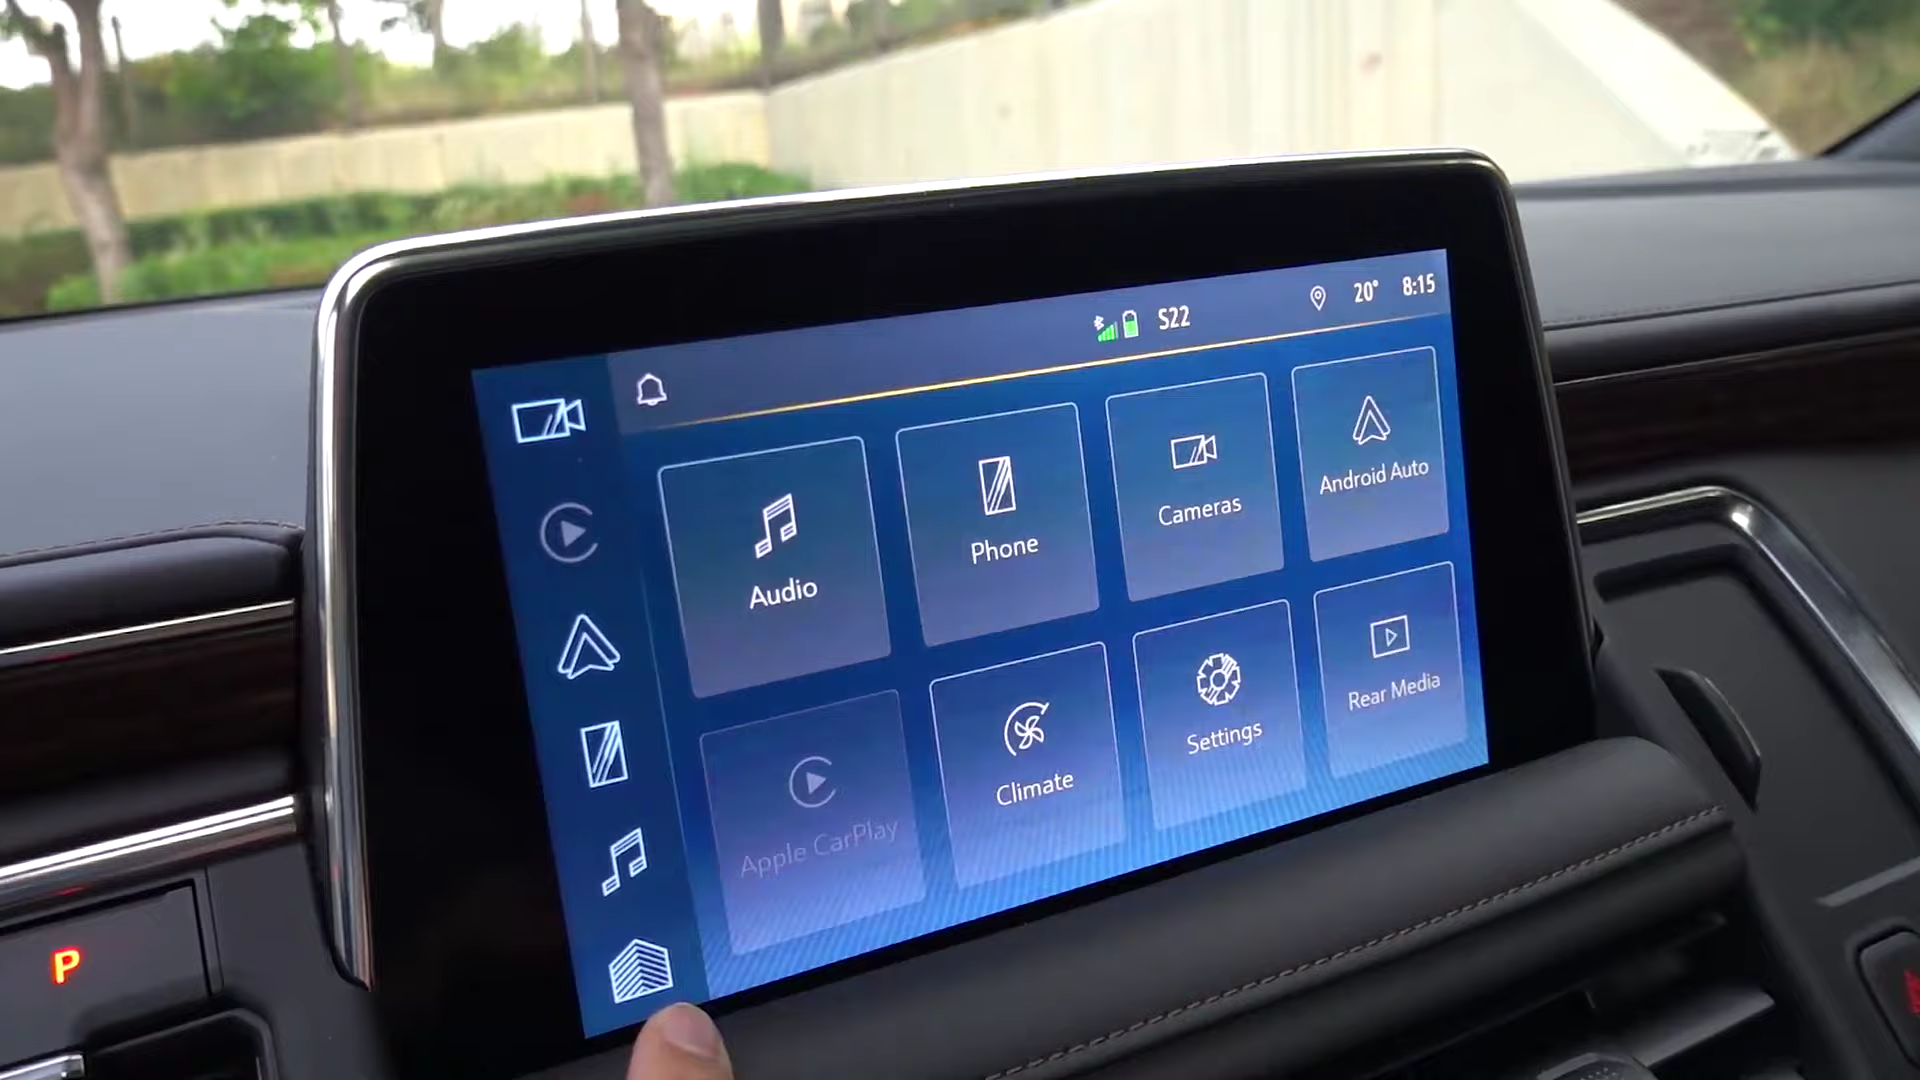 S22 20° 8:15
Audio
Phone
Cameras
Android Auto
Apple CarPlay
Climate
Settings
Rear Media
P